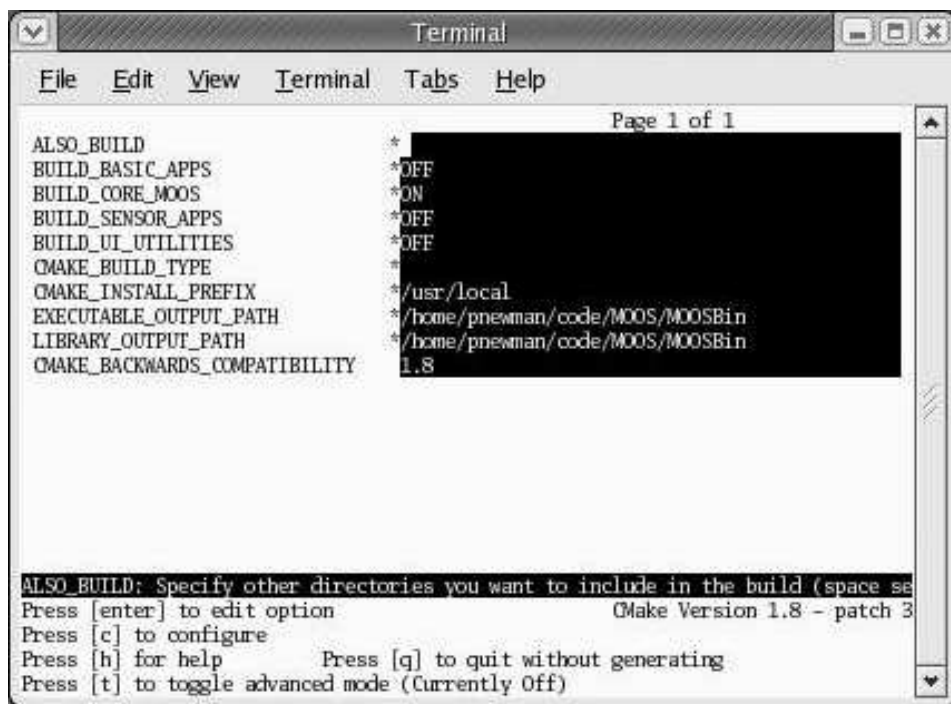 Terminal
File Edit View Terminal Tabs Help
Page 1 of 1
ALSO_BUILD *
BUILD_BASIC_APPS *OFF
BUILD_CORE_MOOS *ON
BUILD_SENSOR_APPS *OFF
BUILD_UI_UTILITIES *OFF
CMAKE_BUILD_TYPE *
CMAKE_INSTALL_PREFIX */usr/local
EXECUTABLE_OUTPUT_PATH */home/pnewman/code/MOOS/MOOSBin
LIBRARY_OUTPUT_PATH */home/pnewman/code/MOOS/MOOSBin
CMAKE_BACKWARDS_COMPATIBILITY 1.8
ALSO_BUILD: Specify other directories you want to include in the build (space se
Press [enter] to edit option CMake Version 1.8 - patch 3
Press [c] to configure
Press [h] for help Press [q] to quit without generating
Press [t] to toggle advanced mode (Currently Off)